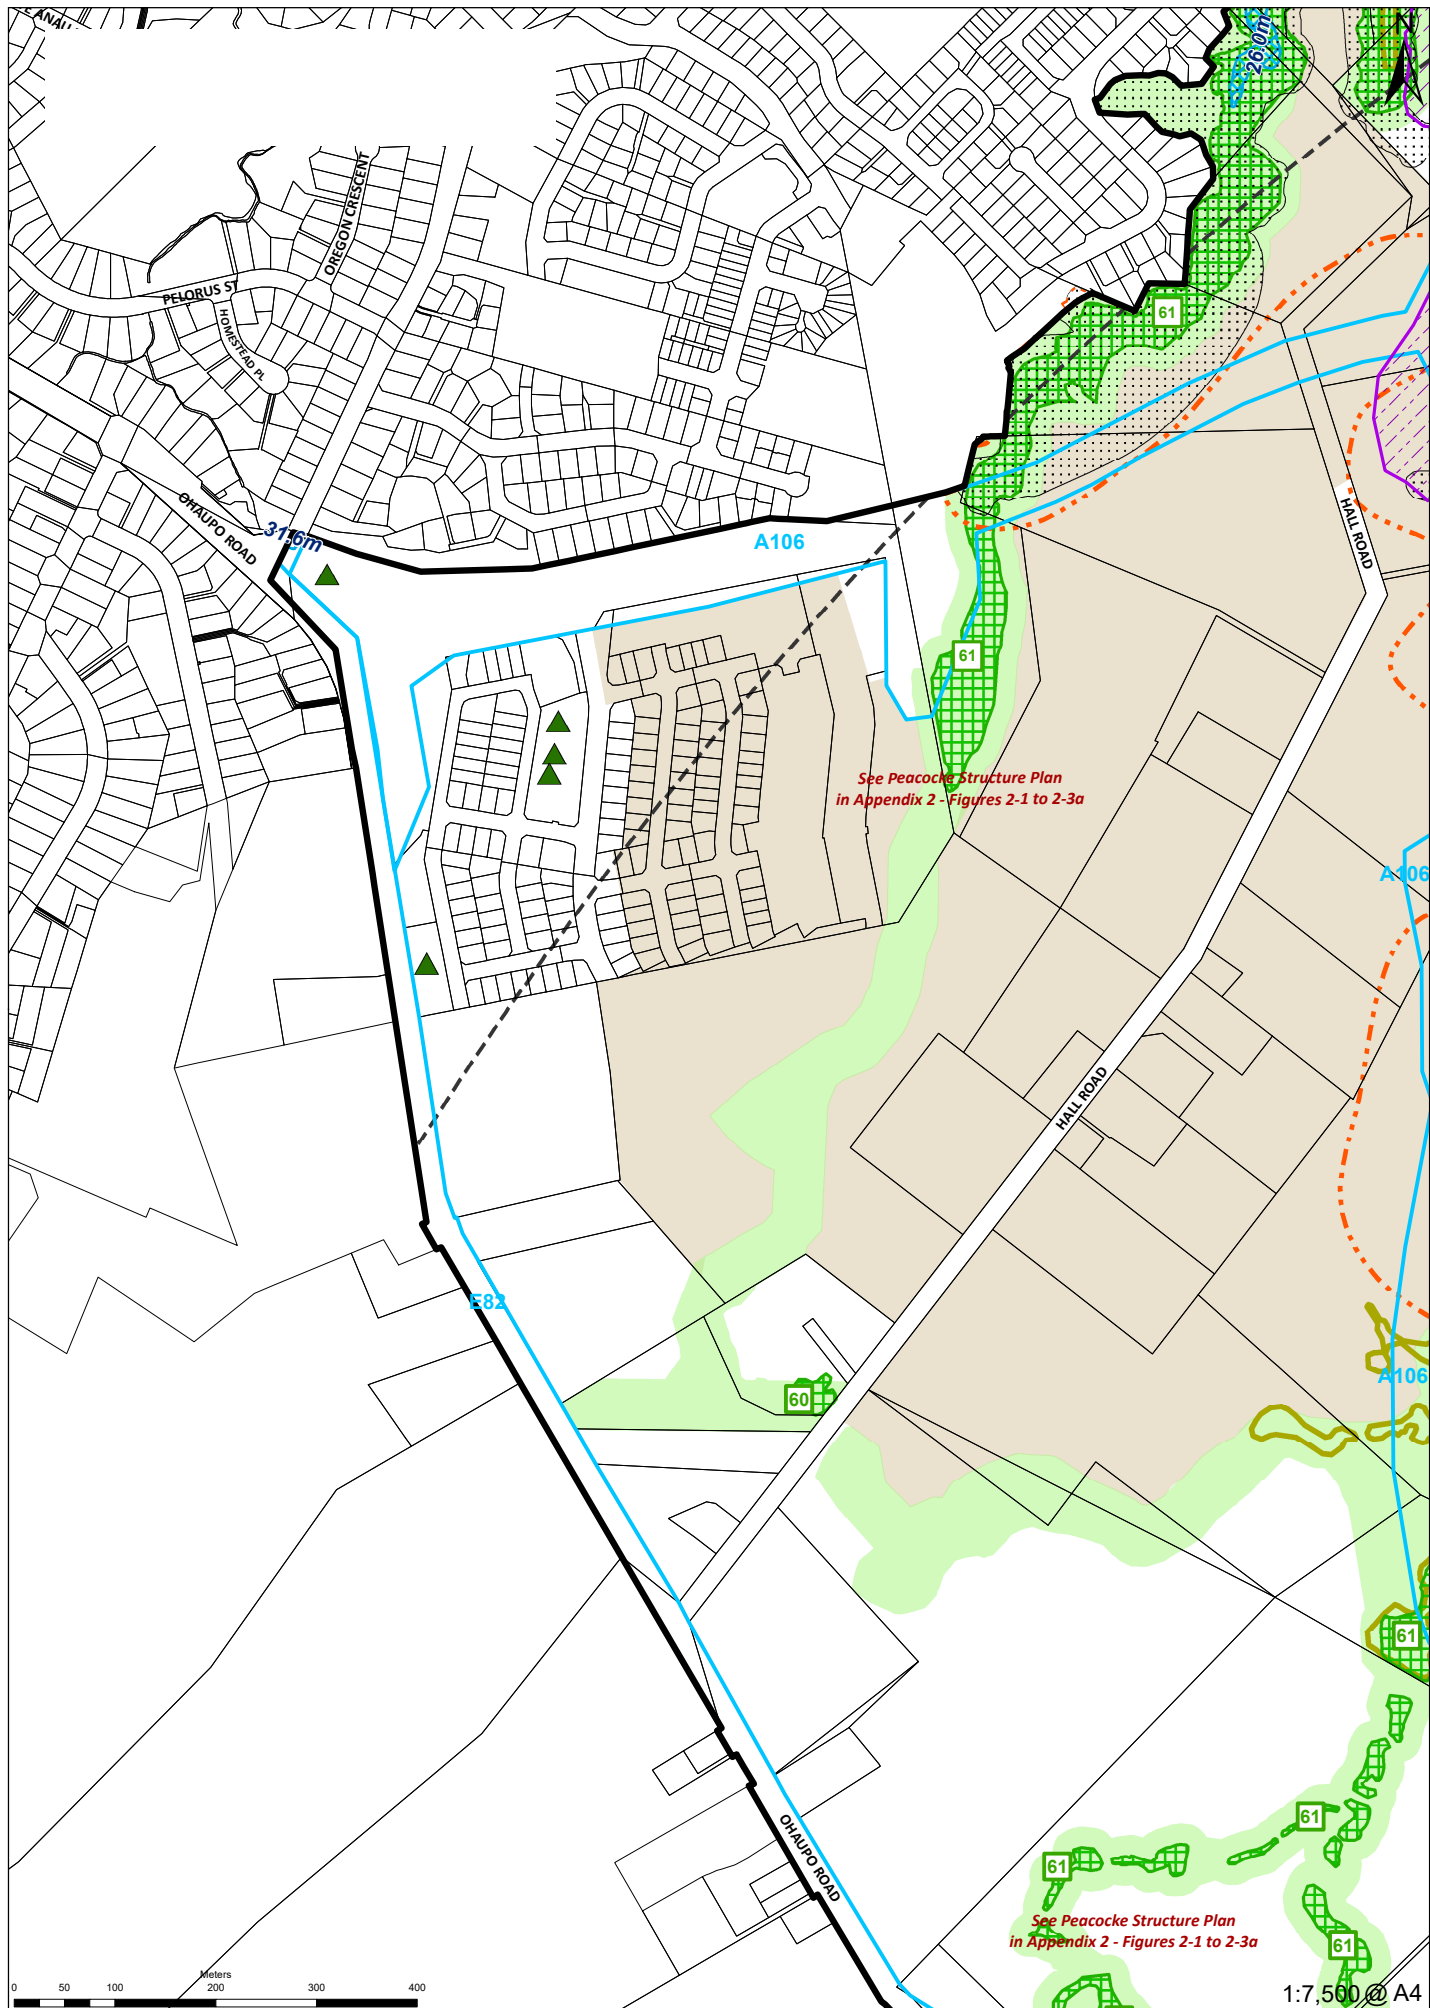 26.0m
N
OREGON CRESCENT
PELORUS ST
HOMESTEAD PL
61
OHAUPO ROAD
31.6m
A106
HALL ROAD
61
See Peacocke Structure Plan
in Appendix 2 - Figures 2-1 to 2-3a
A106
HALL ROAD
E82
A106
60
61
61
OHAUPO ROAD
61
See Peacocke Structure Plan
in Appendix 2 - Figures 2-1 to 2-3a
61
Meters
0 50 100 200 300 400
1:7,500 @ A4